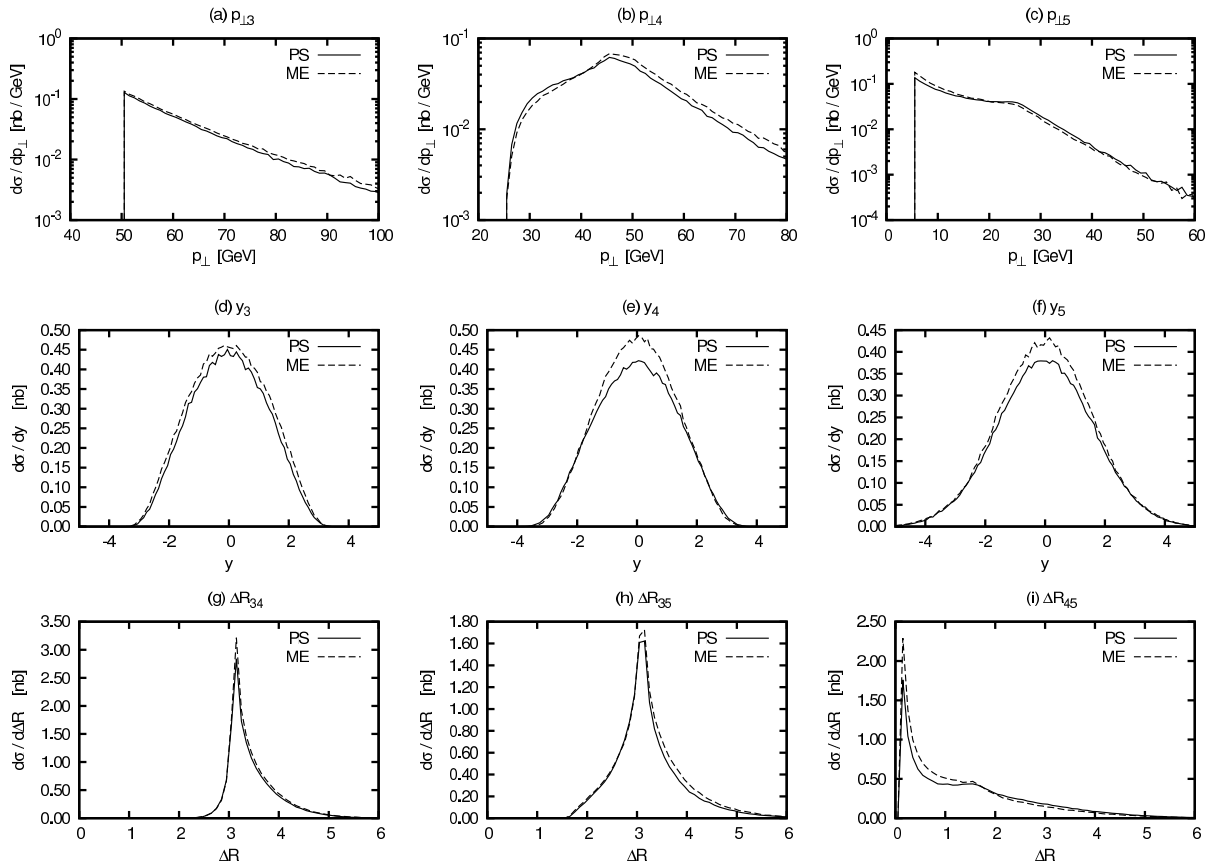 (a) p⊥3
dσ / dp⊥ [nb / GeV]
10^0
10^-1
10^-2
10^-3
PS
ME
40 50 60 70 80 90 100
p⊥ [GeV]
(b) p⊥4
dσ / dp⊥ [nb / GeV]
10^-1
10^-2
10^-3
PS
ME
20 30 40 50 60 70 80
p⊥ [GeV]
(c) p⊥5
dσ / dp⊥ [nb / GeV]
10^0
10^-1
10^-2
10^-3
10^-4
PS
ME
0 10 20 30 40 50 60
p⊥ [GeV]
(d) y3
dσ / dy [nb]
0.50
0.45
0.40
0.35
0.30
0.25
0.20
0.15
0.10
0.05
0.00
PS
ME
-4 -2 0 2 4
y
(e) y4
dσ / dy [nb]
0.50
0.45
0.40
0.35
0.30
0.25
0.20
0.15
0.10
0.05
0.00
PS
ME
-4 -2 0 2 4
y
(f) y5
dσ / dy [nb]
0.45
0.40
0.35
0.30
0.25
0.20
0.15
0.10
0.05
0.00
PS
ME
-4 -2 0 2 4
y
(g) ΔR34
dσ / dΔR [nb]
3.50
3.00
2.50
2.00
1.50
1.00
0.50
0.00
PS
ME
0 1 2 3 4 5 6
ΔR
(h) ΔR35
dσ / dΔR [nb]
1.80
1.60
1.40
1.20
1.00
0.80
0.60
0.40
0.20
0.00
PS
ME
0 1 2 3 4 5 6
ΔR
(i) ΔR45
dσ / dΔR [nb]
2.50
2.00
1.50
1.00
0.50
0.00
PS
ME
0 1 2 3 4 5 6
ΔR